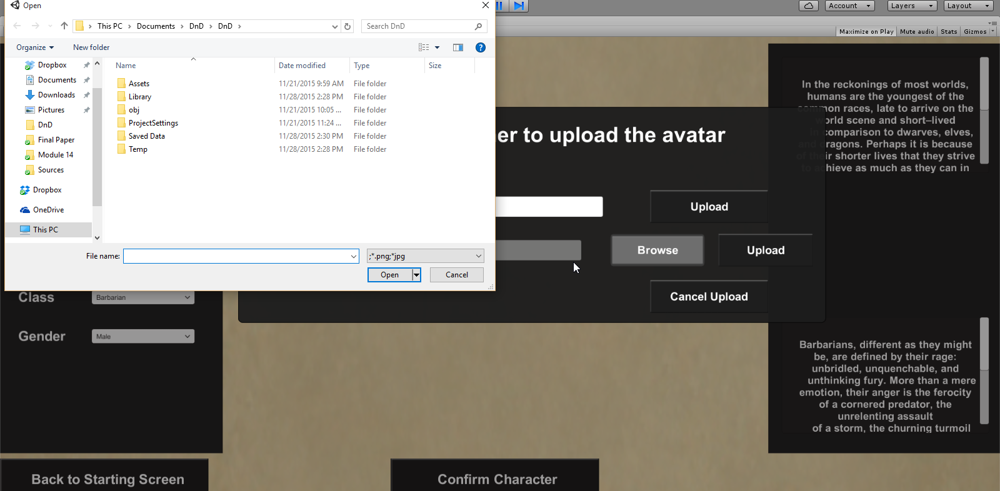 Open
Account
Layers
Layout
This PC
Documents
DnD
DnD
Search DnD
Maximize on Play
Mute audio
Stats
Gizmos
Organize
New folder
Name
Date modified
Type
Size
Dropbox
Documents
Downloads
Pictures
DnD
Final Paper
Module 14
Sources
Dropbox
OneDrive
This PC
Assets 11/21/2015 9:59 AM File folder
Library 11/28/2015 2:28 PM File folder
obj 11/21/2015 10:05 ... File folder
ProjectSettings 11/21/2015 11:24 ... File folder
Saved Data 11/28/2015 2:30 PM File folder
Temp 11/28/2015 2:28 PM File folder
File name:
;*.png;*jpg
Open
Cancel
er to upload the avatar
Upload
Browse
Upload
Cancel Upload
In the reckonings of most worlds,
humans are the youngest of the
common races, late to arrive on the
world scene and short–lived
in comparison to dwarves, elves,
and dragons. Perhaps it is because
of their shorter lives that they strive
to achieve as much as they can in
Class
Barbarian
Gender
Male
Barbarians, different as they might
be, are defined by their rage:
unbridled, unquenchable, and
unthinking fury. More than a mere
emotion, their anger is the ferocity
of a cornered predator, the
unrelenting assault
of a storm, the churning turmoil
Back to Starting Screen
Confirm Character